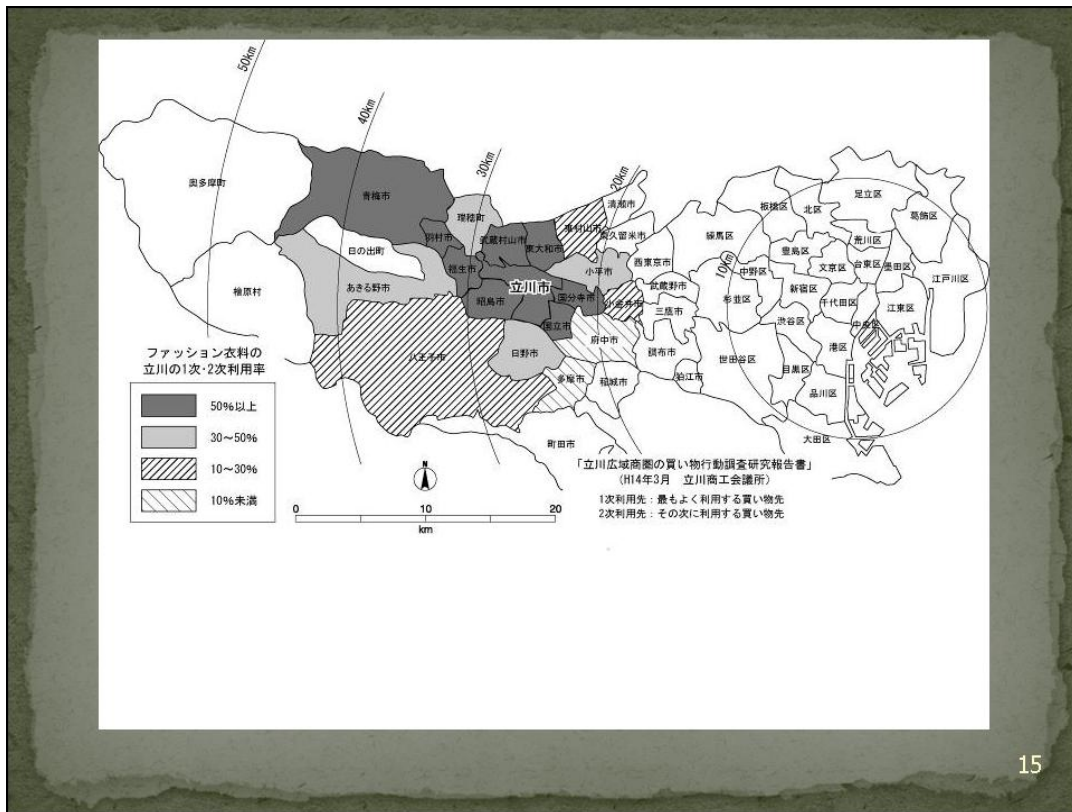 50km
40km
30km
20km
10km
奥多摩町
青梅市
瑞穂町
羽村市
武蔵村山市
東大和市
東村山市
清瀬市
東久留米市
日の出町
福生市
小平市
西東京市
練馬区
板橋区
北区
足立区
葛飾区
荒川区
豊島区
文京区
台東区
墨田区
江戸川区
檜原村
あきる野市
昭島市
立川市
国分寺市
小金井市
武蔵野市
三鷹市
杉並区
中野区
新宿区
千代田区
江東区
国立市
府中市
渋谷区
中央区
港区
八王子市
日野市
多摩市
稲城市
調布市
狛江市
世田谷区
目黒区
品川区
大田区
町田市
ファッション衣料の
立川の1次・2次利用率
50%以上
30〜50%
10〜30%
10%未満
N
0 10 20
km
「立川広域商圏の買い物行動調査研究報告書」
(H14年3月 立川商工会議所)
1次利用先：最もよく利用する買い物先
2次利用先：その次に利用する買い物先
15